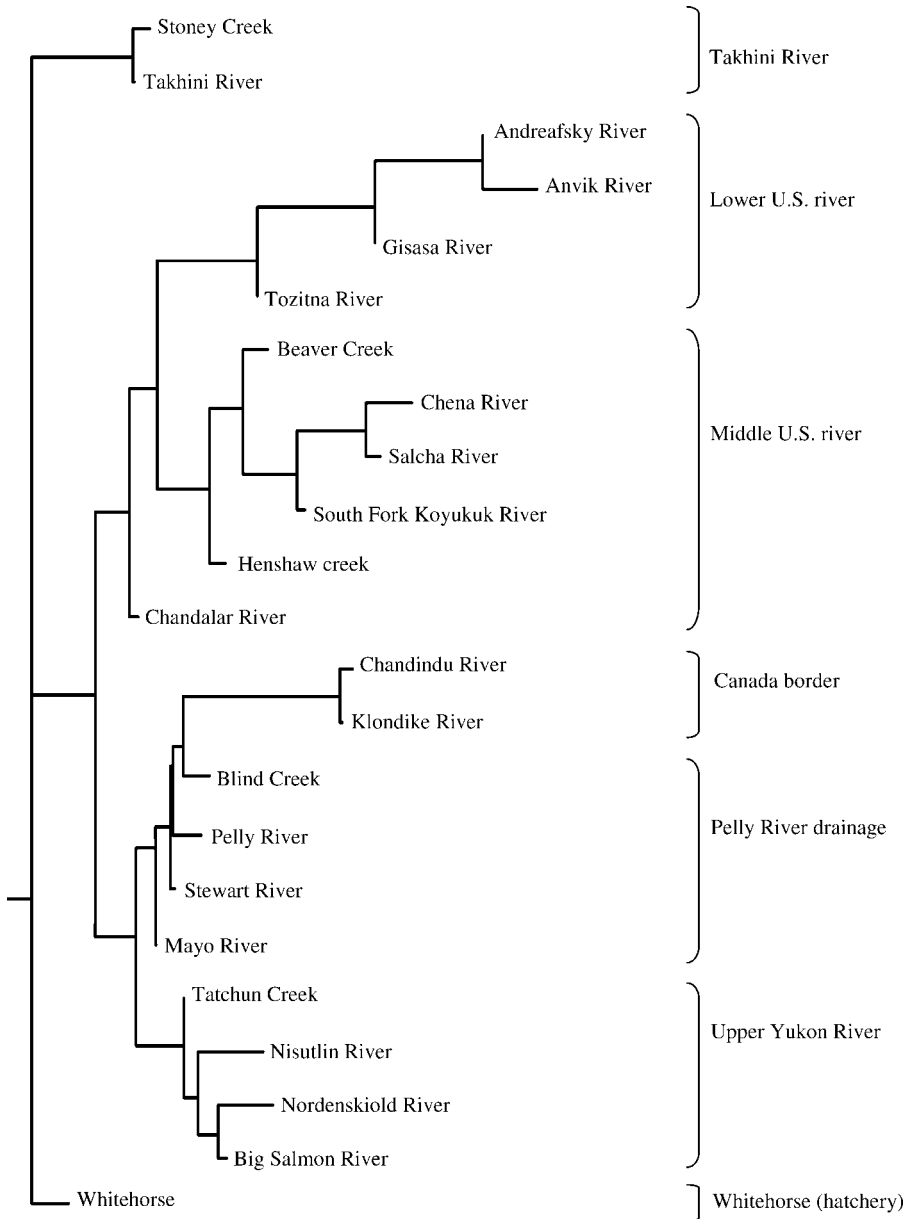 Stoney Creek
Takhini River
Takhini River
Andreafsky River
Anvik River
Gisasa River
Tozitna River
Lower U.S. river
Beaver Creek
Chena River
Salcha River
South Fork Koyukuk River
Henshaw creek
Chandalar River
Middle U.S. river
Chandindu River
Klondike River
Canada border
Blind Creek
Pelly River
Stewart River
Mayo River
Pelly River drainage
Tatchun Creek
Nisutlin River
Nordenskiold River
Big Salmon River
Upper Yukon River
Whitehorse
Whitehorse (hatchery)